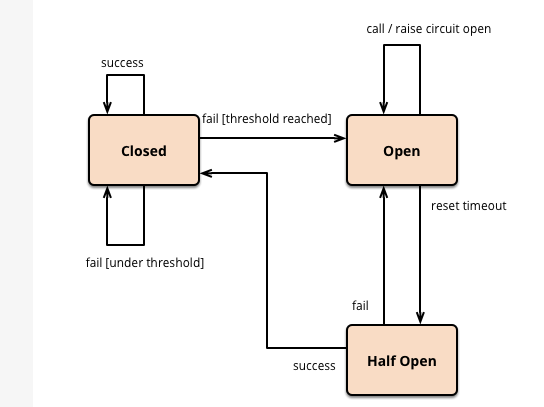 call / raise circuit open
success
fail [threshold reached]
Closed
Open
reset timeout
fail [under threshold]
fail
Half Open
success